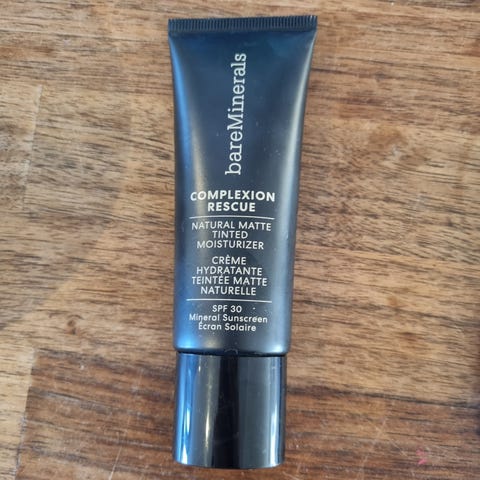 bareMinerals
COMPLEXION
RESCUE
NATURAL MATTE
TINTED
MOISTURIZER
CRÈME
HYDRATANTE
TEINTÉE MATTE
NATURELLE
SPF 30
Mineral Sunscreen
Écran Solaire